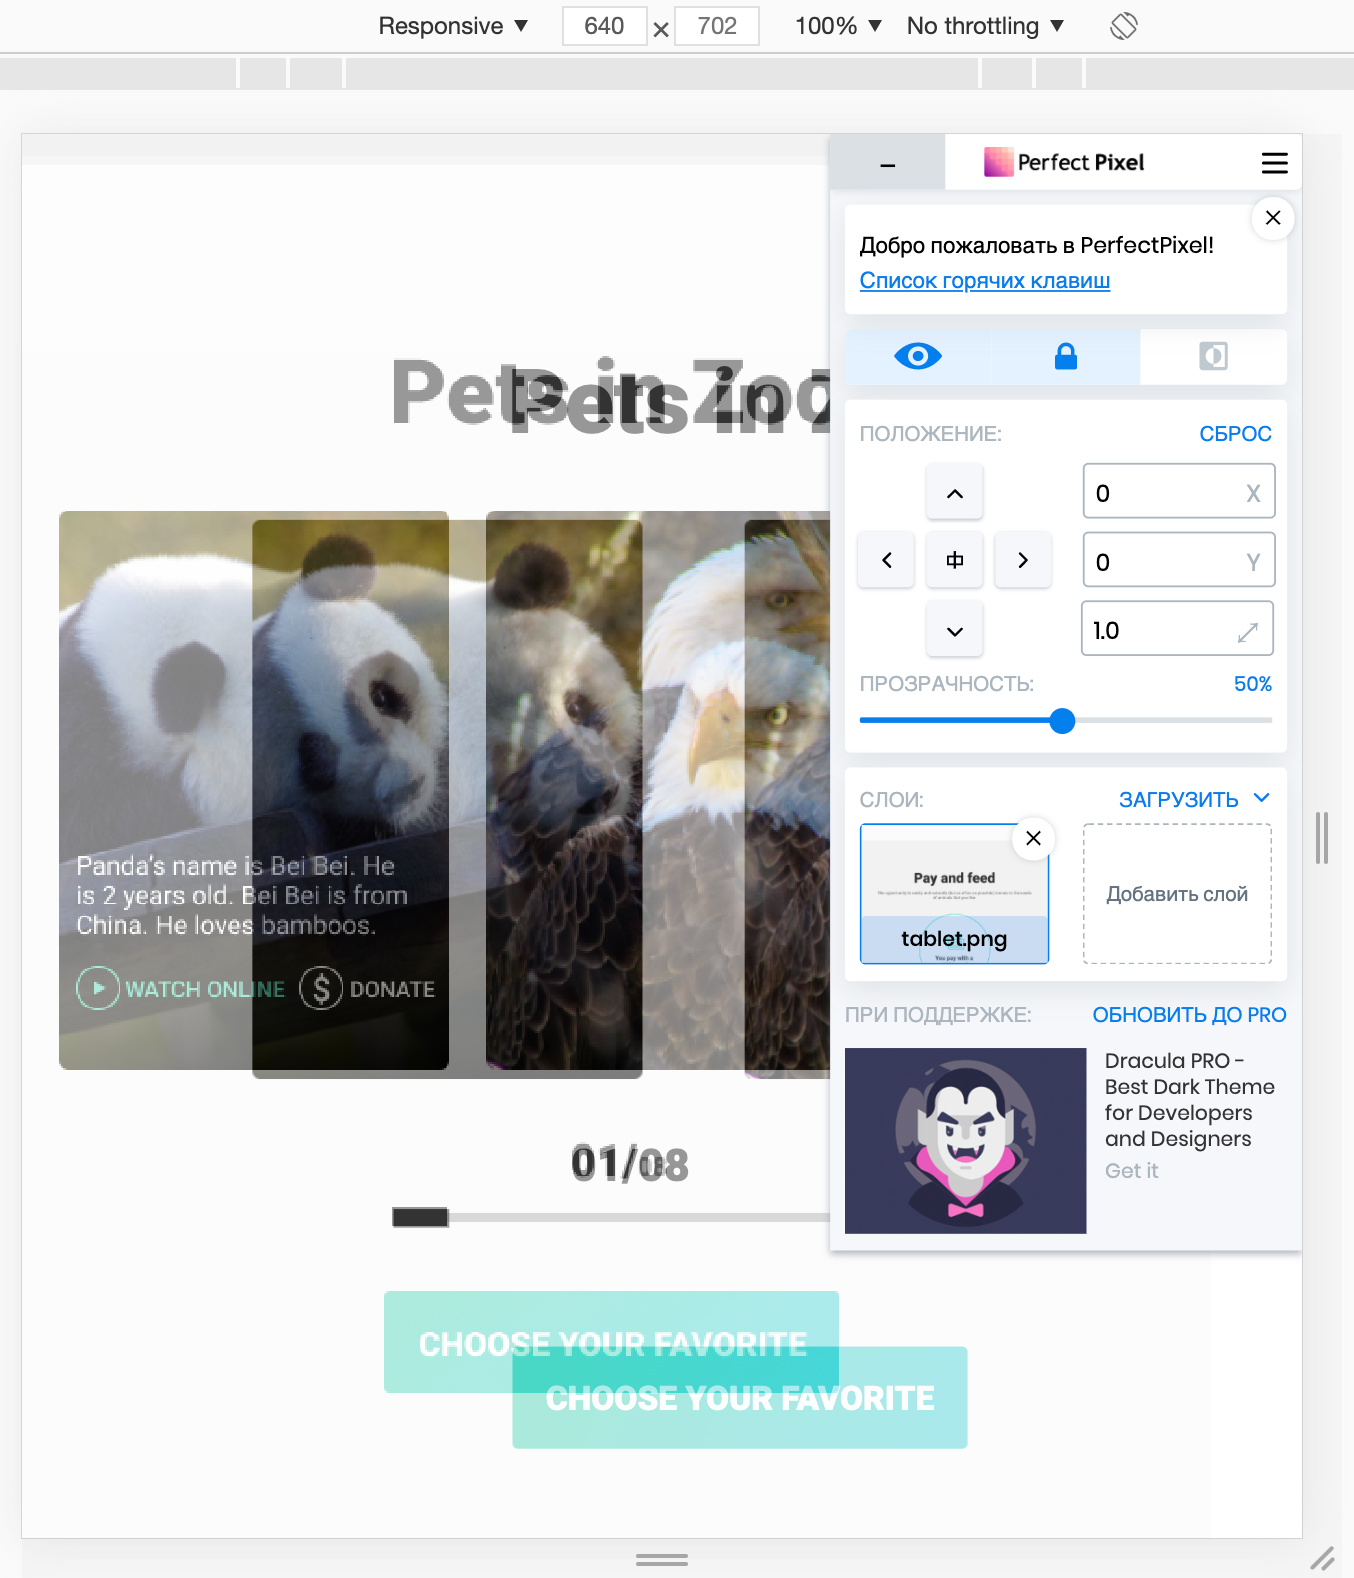 Responsive ▼ 640 × 702 100% ▼ No throttling ▼
– Perfect Pixel
Добро пожаловать в PerfectPixel!
Список горячих клавиш
Pets in Zoo
Pets in Z
ПОЛОЖЕНИЕ: СБРОС
0 X
0 Y
1.0
ПРОЗРАЧНОСТЬ: 50%
СЛОИ: ЗАГРУЗИТЬ
Pay and feed
You pay with a
tablet.png
Добавить слой
Panda's name is Bei Bei. He
is 2 years old. Bei Bei is from
China. He loves bamboos.
WATCH ONLINE $ DONATE
ПРИ ПОДДЕРЖКЕ: ОБНОВИТЬ ДО PRO
Dracula PRO -
Best Dark Theme
for Developers
and Designers
Get it
01/08
CHOOSE YOUR FAVORITE
CHOOSE YOUR FAVORITE